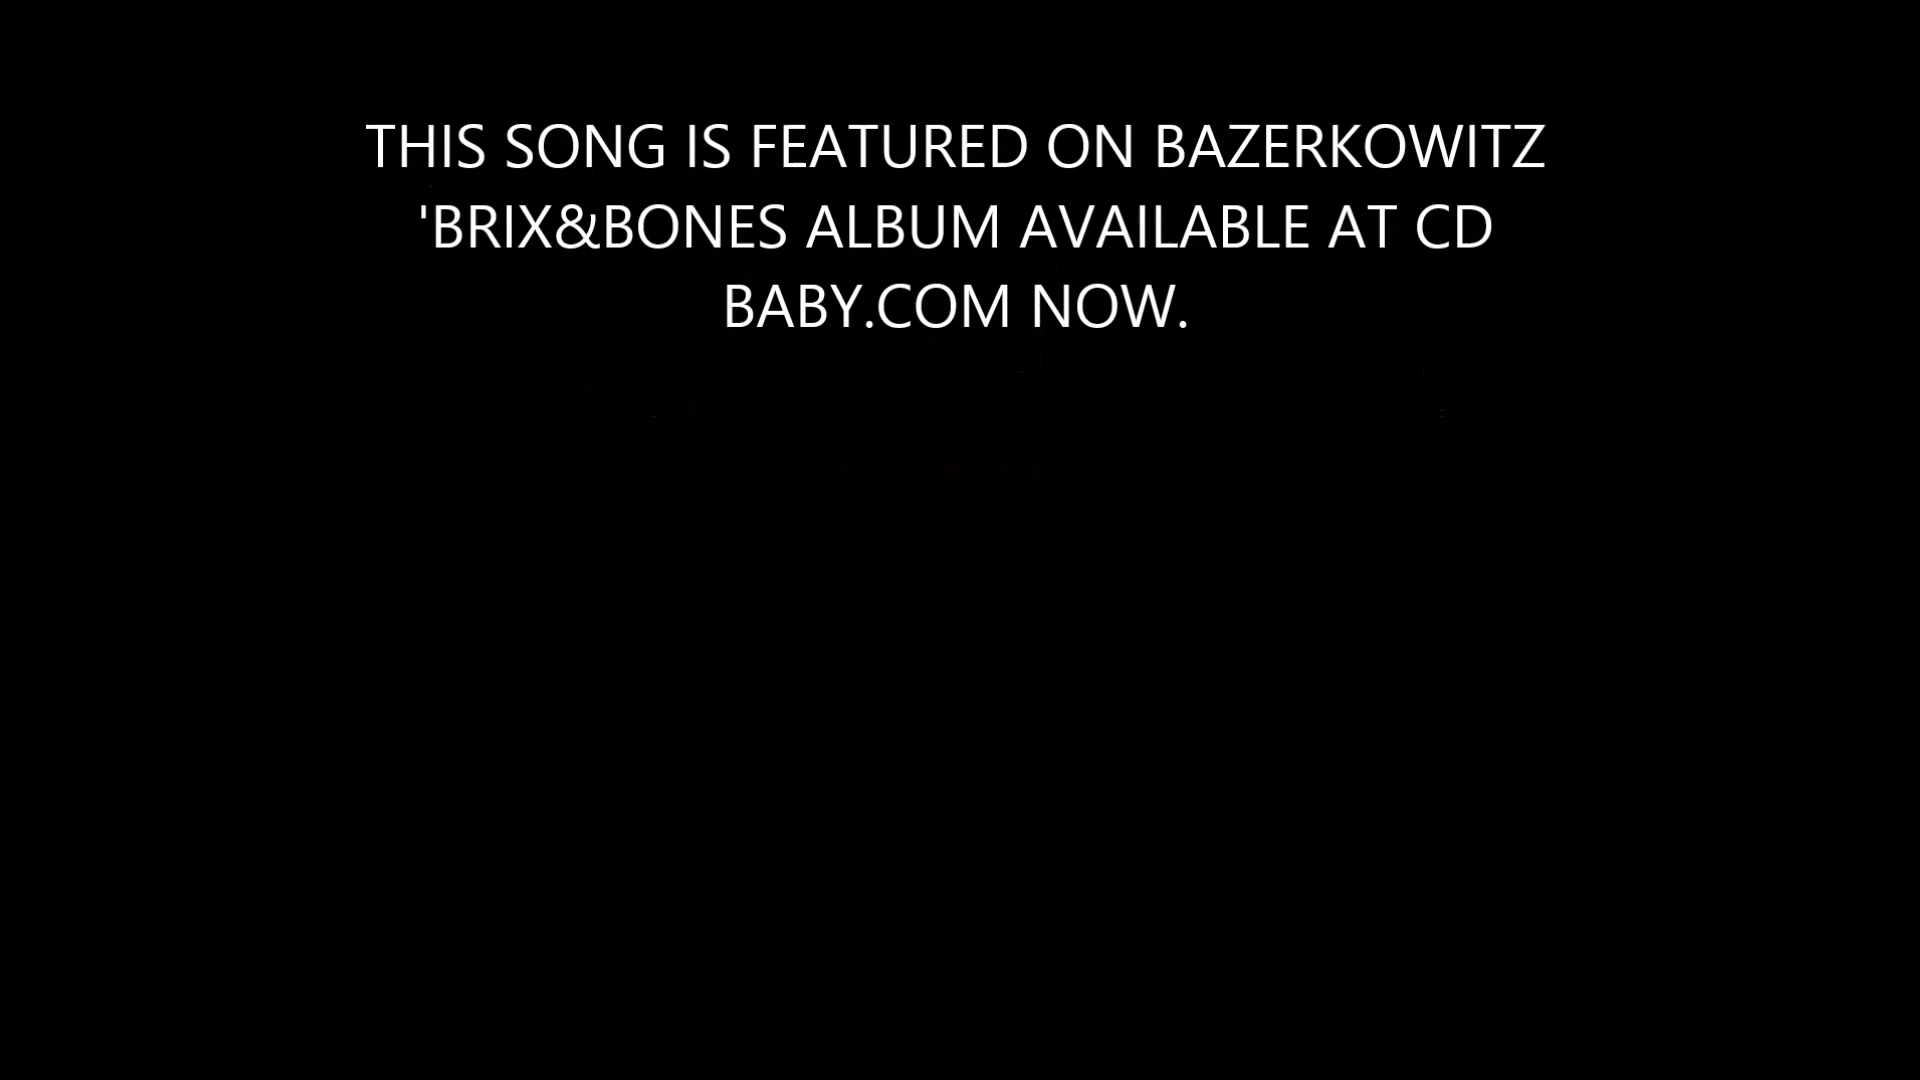 THIS SONG IS FEATURED ON BAZERKOWITZ
'BRIX&BONES ALBUM AVAILABLE AT CD
BABY.COM NOW.